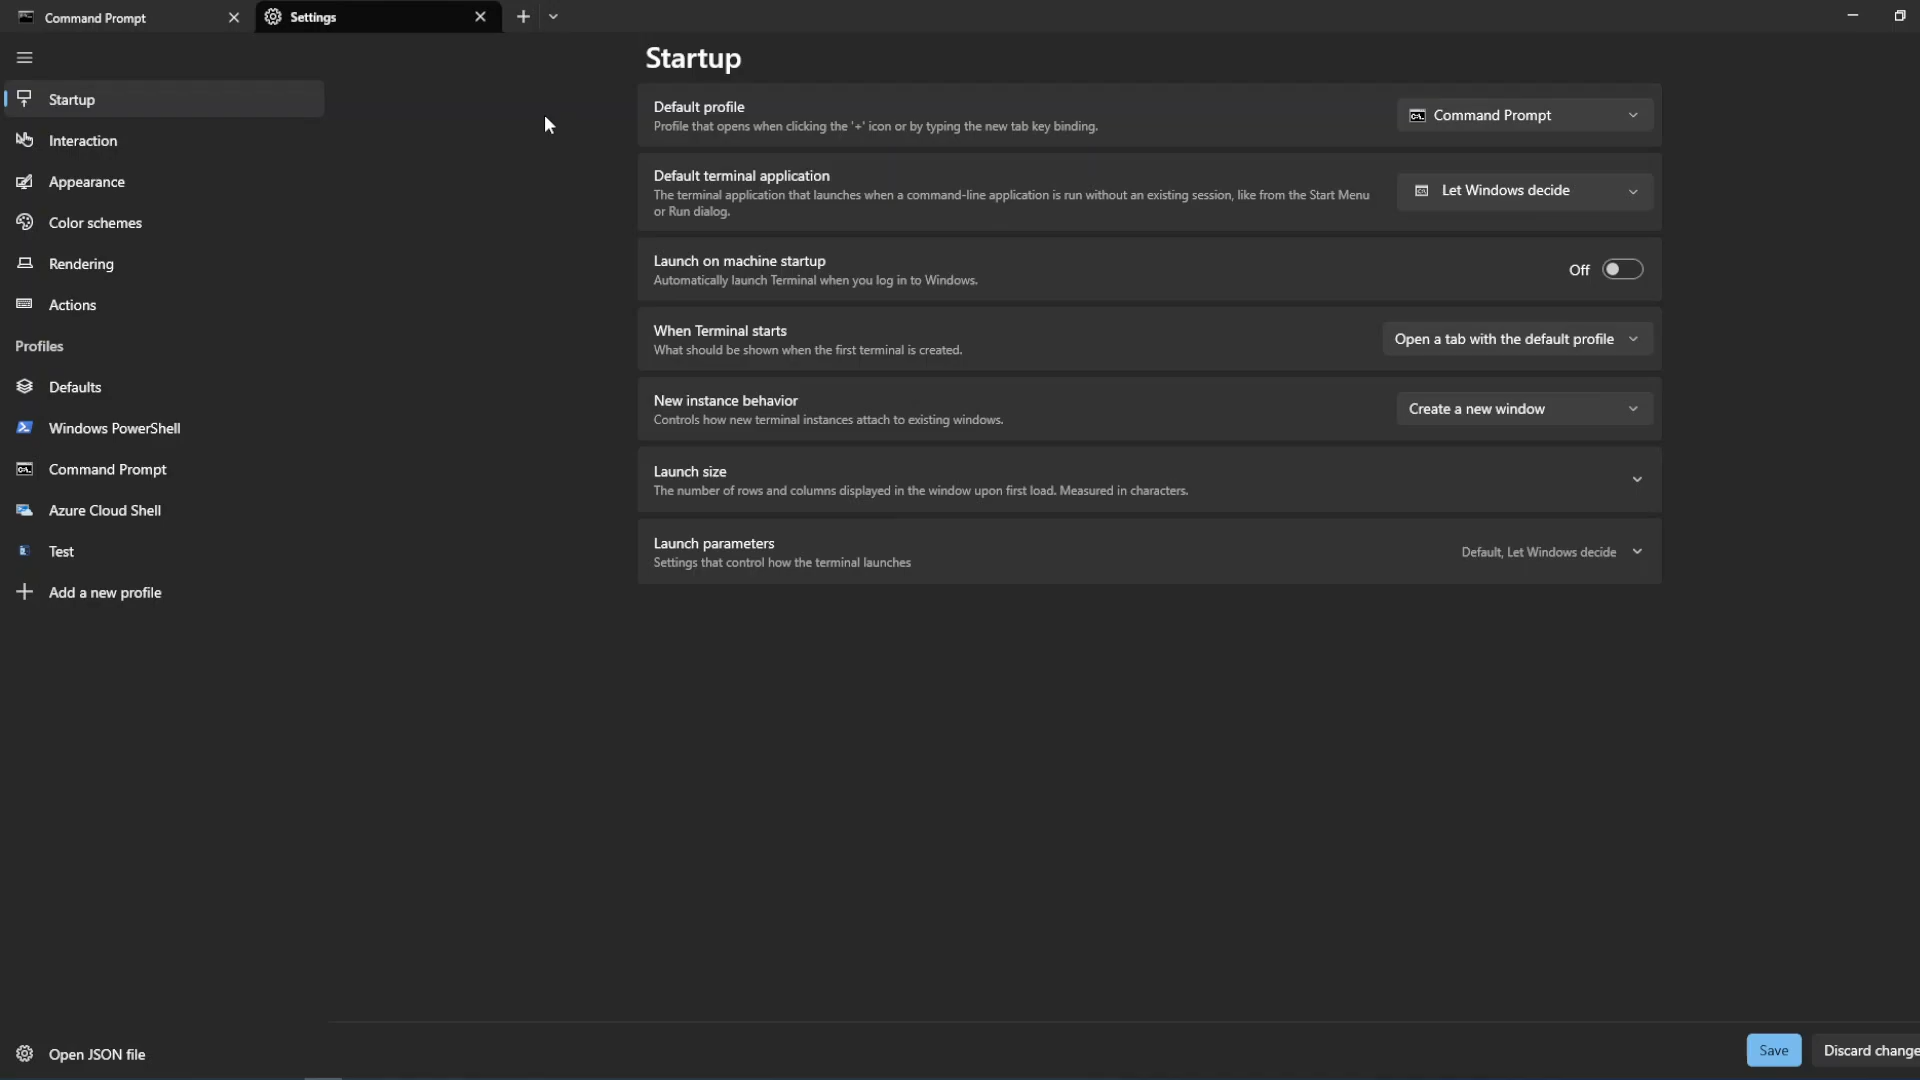 Command Prompt
Settings
Startup
Interaction
Appearance
Color schemes
Rendering
Actions
Profiles
Defaults
Windows PowerShell
Command Prompt
Azure Cloud Shell
Test
Add a new profile
Open JSON file
Startup
Default profile
Profile that opens when clicking the '+' icon or by typing the new tab key binding.
Command Prompt
Default terminal application
The terminal application that launches when a command-line application is run without an existing session, like from the Start Menu
or Run dialog.
Let Windows decide
Launch on machine startup
Automatically launch Terminal when you log in to Windows.
Off
When Terminal starts
What should be shown when the first terminal is created.
Open a tab with the default profile
New instance behavior
Controls how new terminal instances attach to existing windows.
Create a new window
Launch size
The number of rows and columns displayed in the window upon first load. Measured in characters.
Launch parameters
Settings that control how the terminal launches
Default, Let Windows decide
Save
Discard change